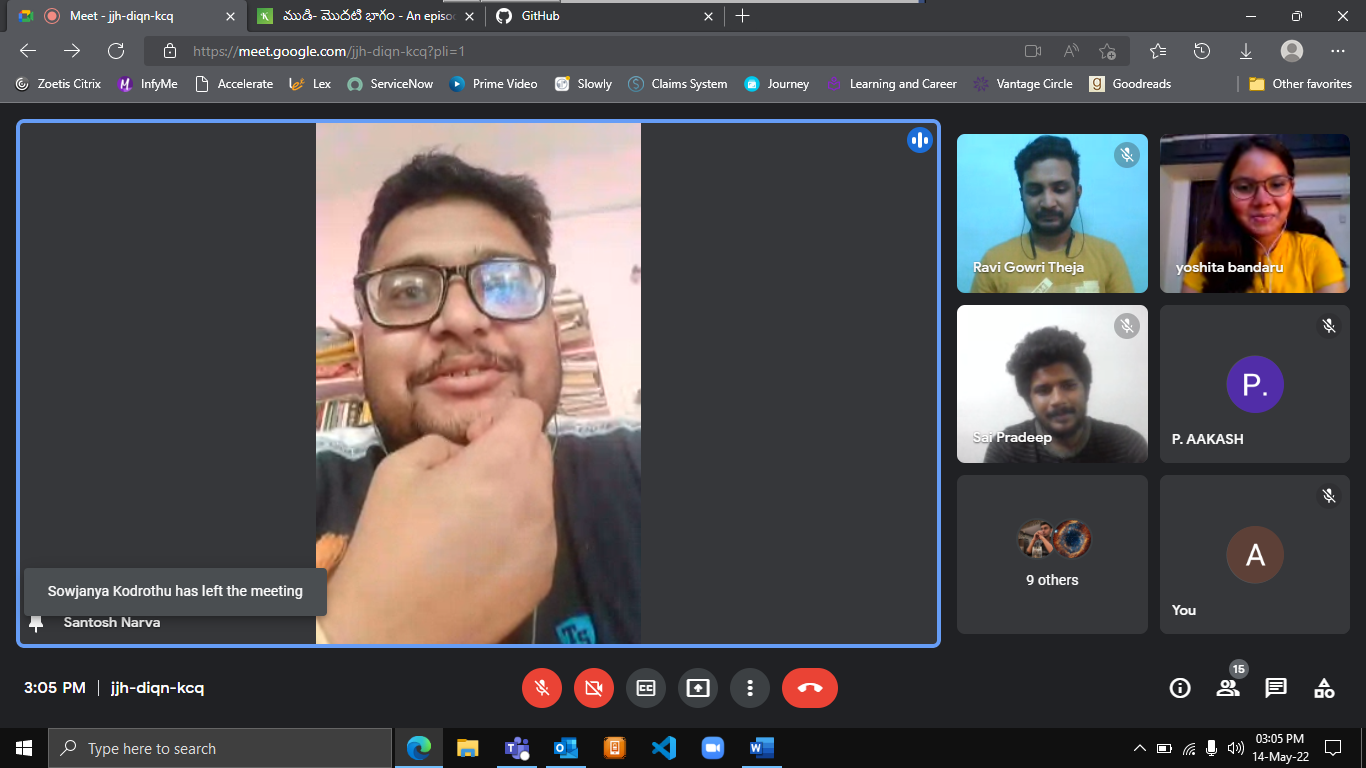 Meet - jjh-diqn-kcq
ముడి- మొదటి భాగం - An episo
GitHub
https://meet.google.com/jjh-diqn-kcq?pli=1
Zoetis Citrix
InfyMe
Accelerate
Lex
ServiceNow
Prime Video
Slowly
Claims System
Journey
Learning and Career
Vantage Circle
Goodreads
Other favorites
Ravi Gowri Theja
yoshita bandaru
Sai Pradeep
P.
P. AAKASH
9 others
A
You
Sowjanya Kodrothu has left the meeting
Santosh Narva
TS
3:05 PM | jjh-diqn-kcq
15
Type here to search
03:05 PM
14-May-22